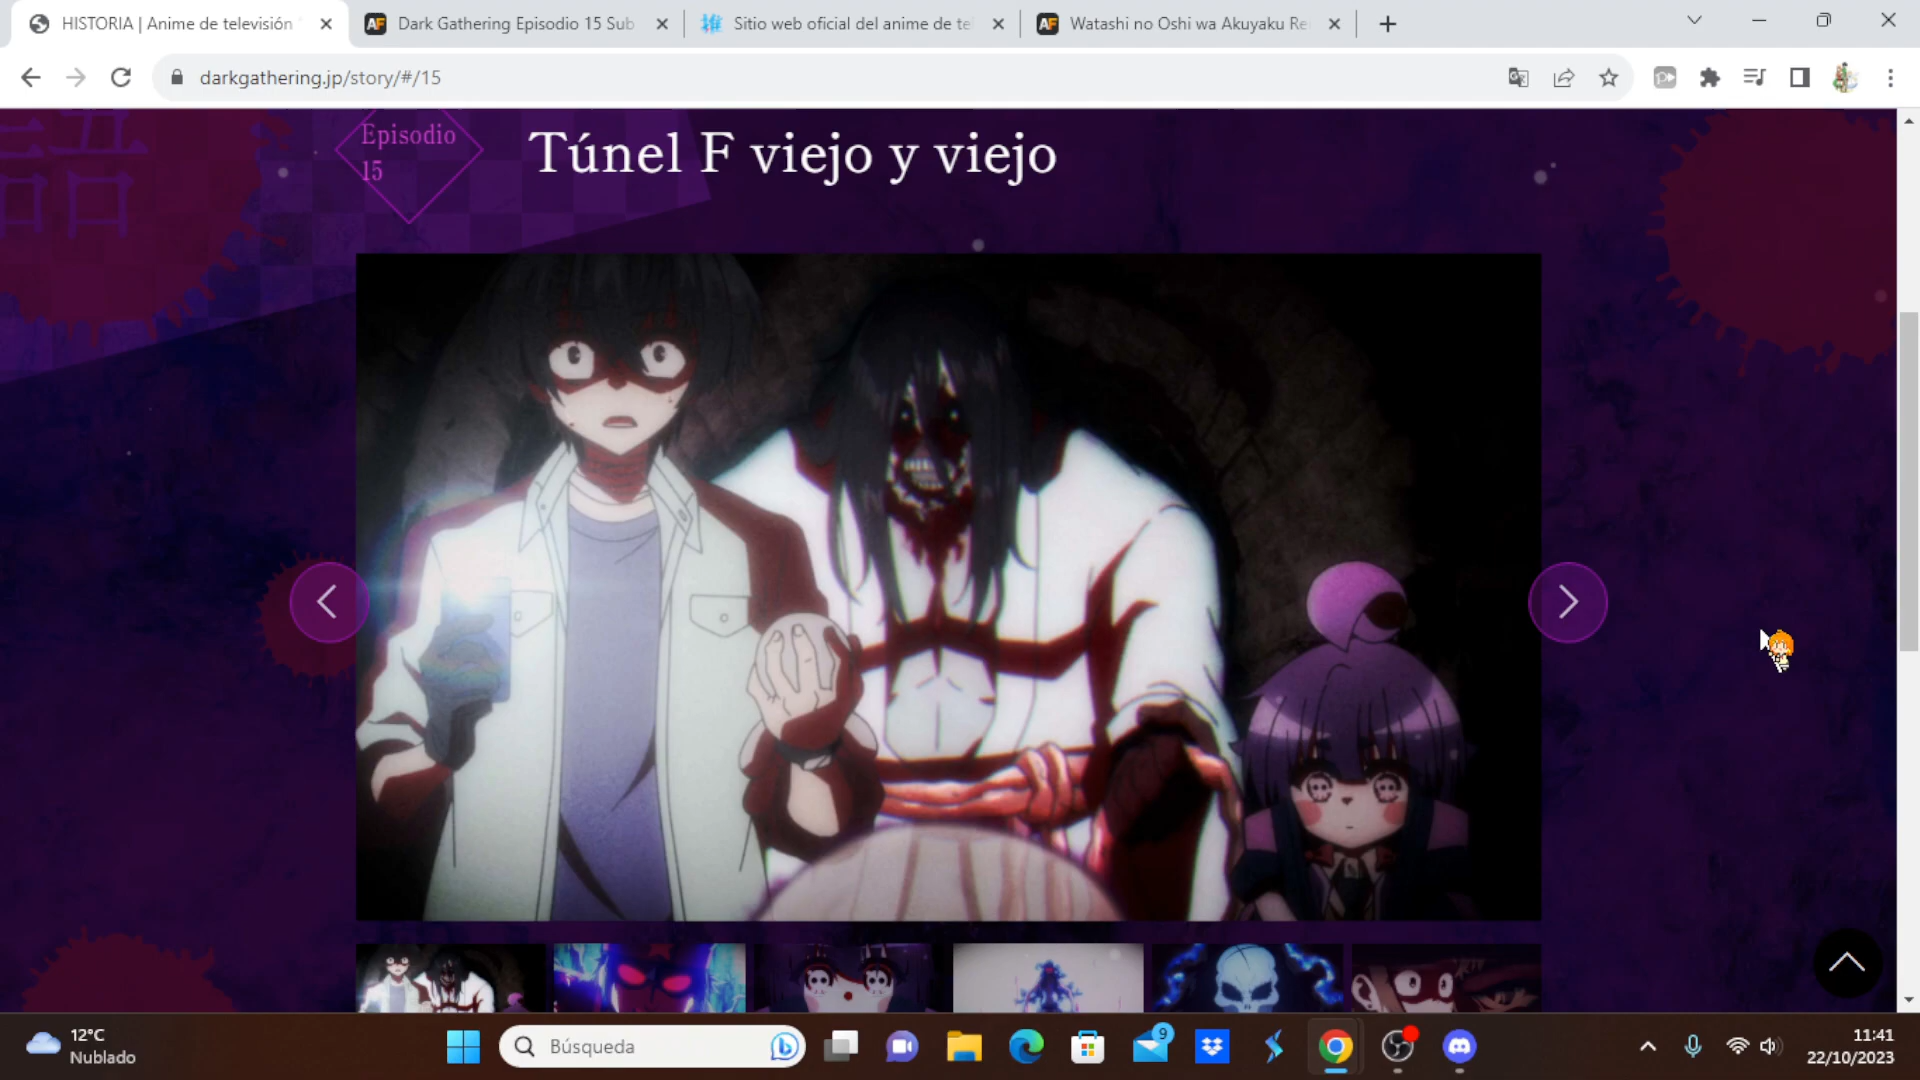 HISTORIA | Anime de televisión
Dark Gathering Episodio 15 Sub
Sitio web oficial del anime de te
Watashi no Oshi wa Akuyaku Re
darkgathering.jp/story/#/15
Episodio
15
Túnel F viejo y viejo
12°C
Nublado
Búsqueda
9
11:41
22/10/2023